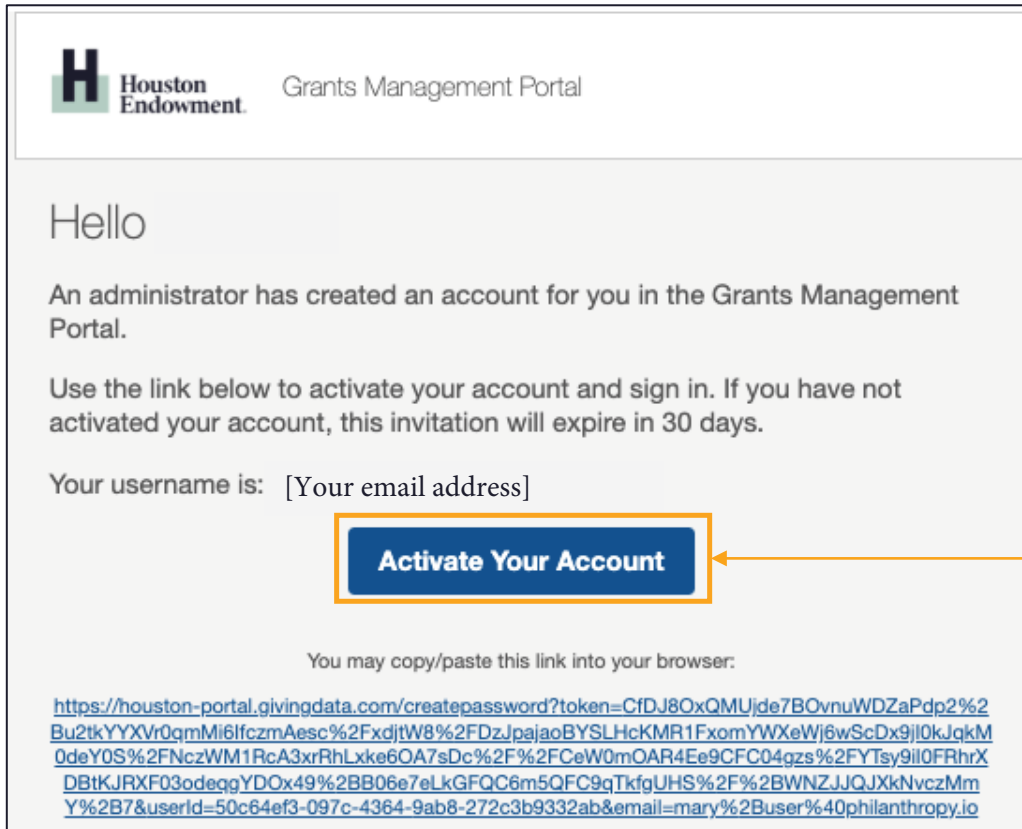 H Houston Endowment. Grants Management Portal
Hello
An administrator has created an account for you in the Grants Management
Portal.
Use the link below to activate your account and sign in. If you have not
activated your account, this invitation will expire in 30 days.
Your username is: [Your email address]
Activate Your Account
You may copy/paste this link into your browser:
https://houston-portal.givingdata.com/createpassword?token=CfDJ8OxQMUjde7BOvnuWDZaPdp2%2
Bu2tkYYXVr0qmMi6IfczmAesc%2FxdjtW8%2FDzJpajaoBYSLHcKMR1FxomYWXeWj6wScDx9jI0kJqkM
0deY0S%2FNczWM1RcA3xrRhLxke6OA7sDc%2F%2FCeW0mOAR4Ee9CFC04gzs%2FYTsy9iI0FRhrX
DBtKJRXF03odeqgYDOx49%2BB06e7eLkGFQC6m5QFC9qTkfgUHS%2F%2BWNZJJQJXkNvczMm
Y%2B7&userId=50c64ef3-097c-4364-9ab8-272c3b9332ab&email=mary%2Buser%40philanthropy.io